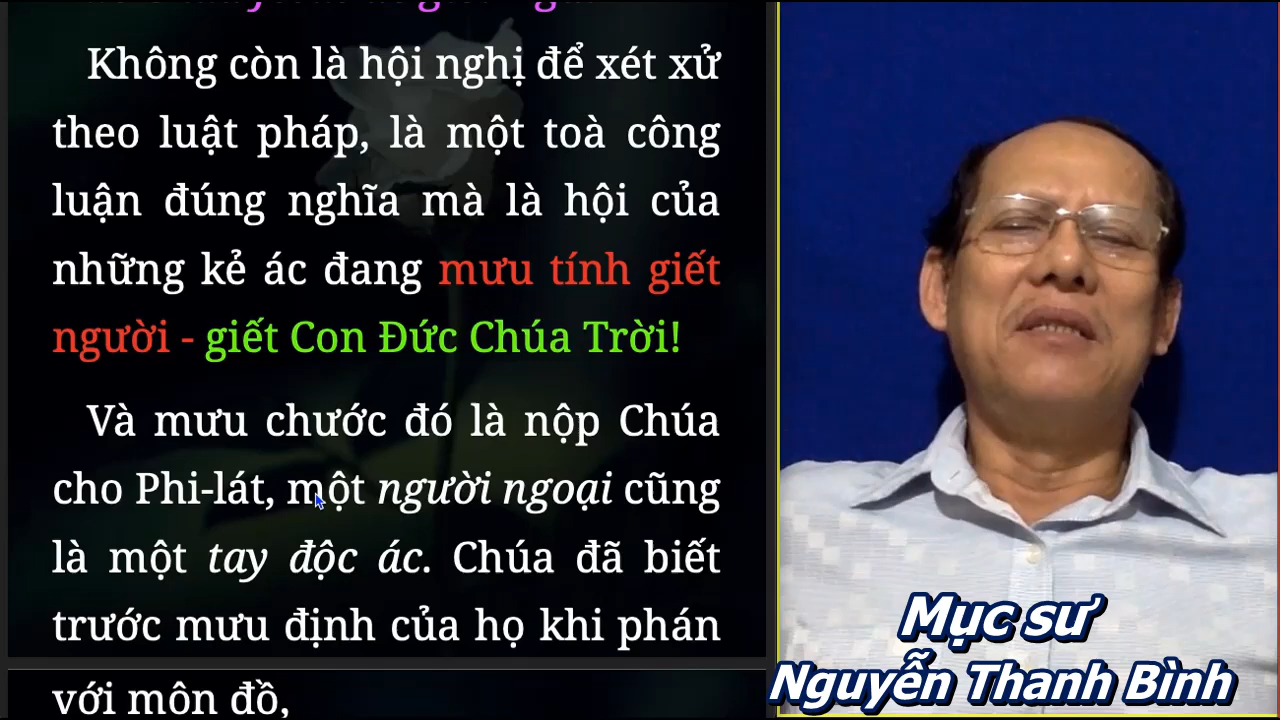 Không còn là hội nghị để xét xử
theo luật pháp, là một toà công
luận đúng nghĩa mà là hội của
những kẻ ác đang mưu tính giết
người - giết Con Đức Chúa Trời!
Và mưu chước đó là nộp Chúa
cho Phi-lát, một người ngoại cũng
là một tay độc ác. Chúa đã biết
trước mưu định của họ khi phán
với môn đồ,
Mục sư
Nguyễn Thanh Bình